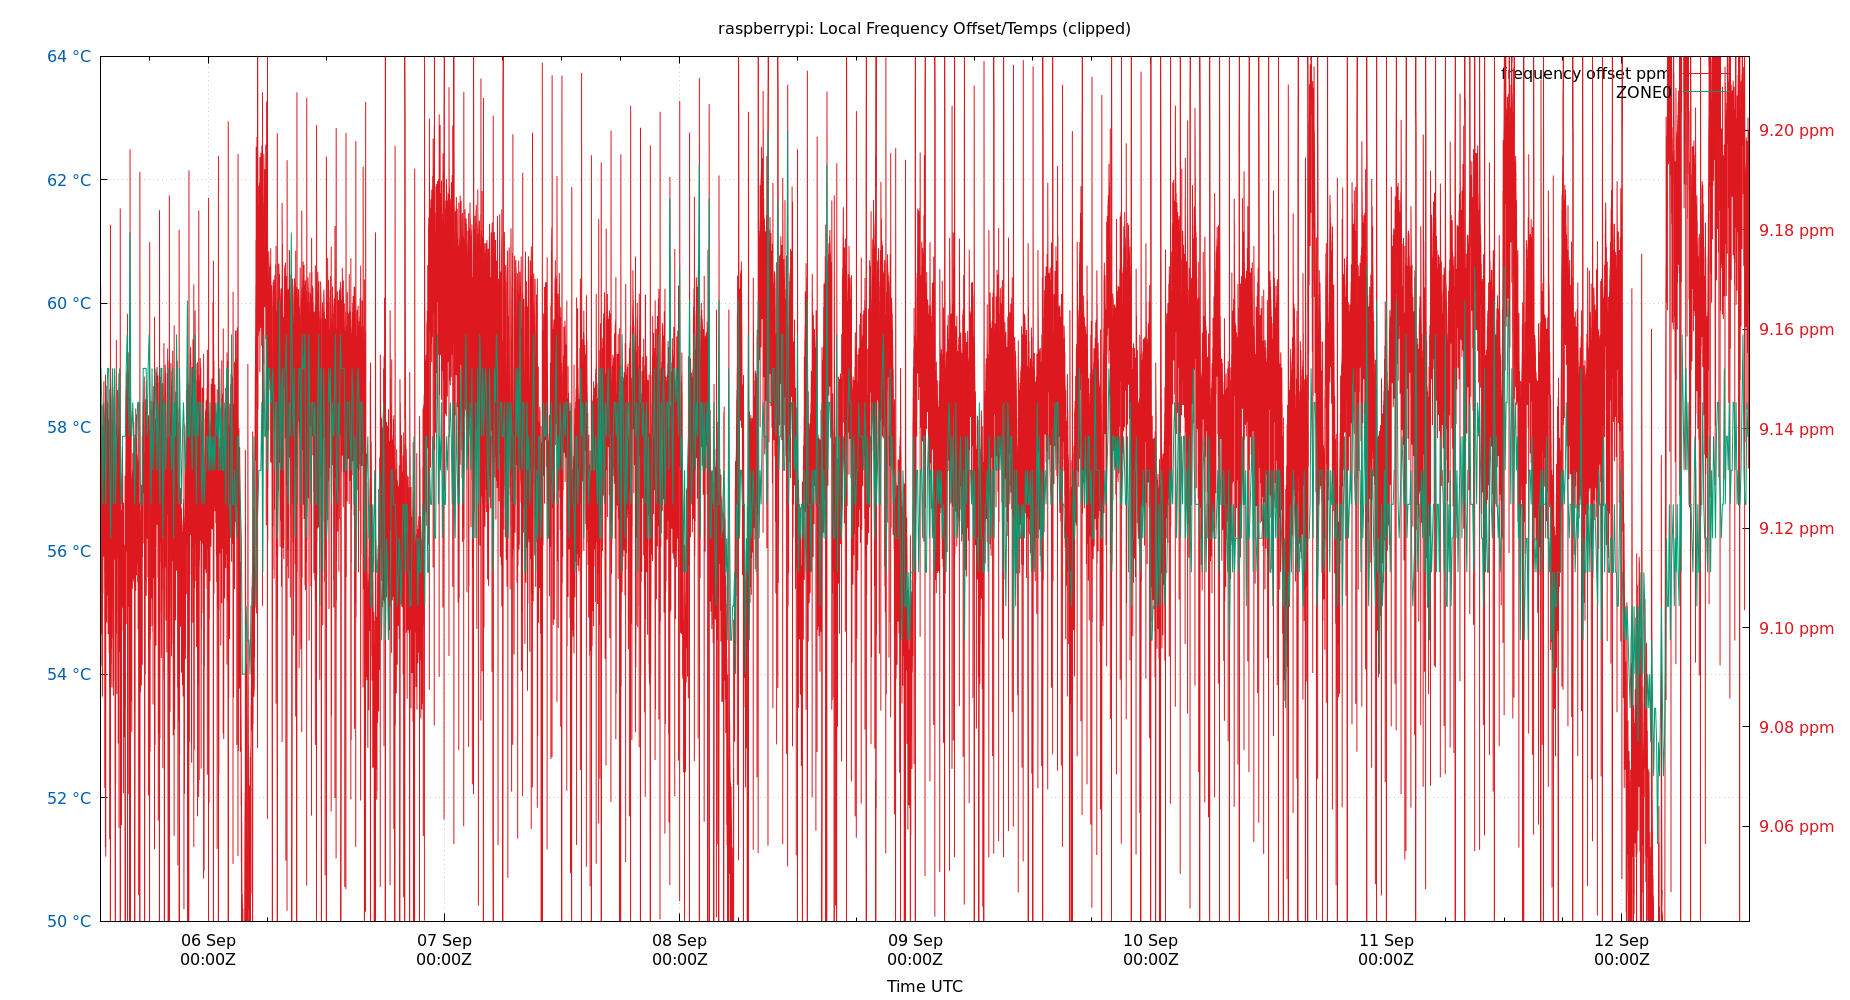 raspberrypi: Local Frequency Offset/Temps (clipped)
64 °C
62 °C
60 °C
58 °C
56 °C
54 °C
52 °C
50 °C
frequency offset ppm
ZONE0
9.20 ppm
9.18 ppm
9.16 ppm
9.14 ppm
9.12 ppm
9.10 ppm
9.08 ppm
9.06 ppm
06 Sep
00:00Z
07 Sep
00:00Z
08 Sep
00:00Z
09 Sep
00:00Z
10 Sep
00:00Z
11 Sep
00:00Z
12 Sep
00:00Z
Time UTC